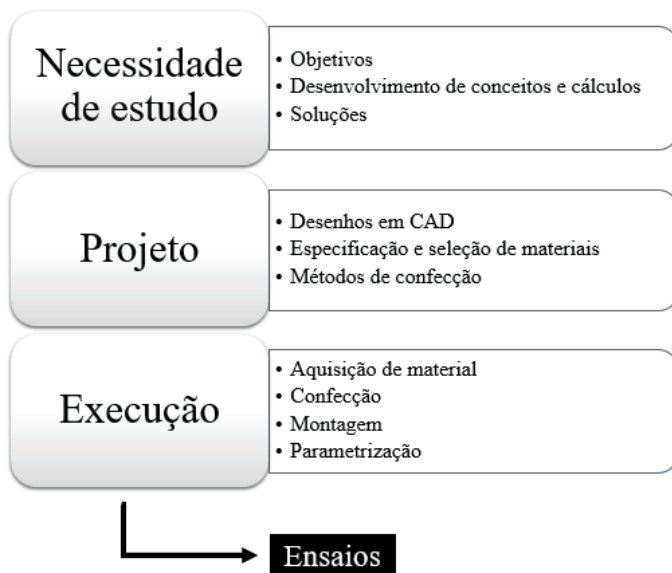 Necessidade
de estudo
• Objetivos
• Desenvolvimento de conceitos e cálculos
• Soluções
Projeto
• Desenhos em CAD
• Especificação e seleção de materiais
• Métodos de confecção
Execução
• Aquisição de material
• Confecção
• Montagem
• Parametrização
Ensaios